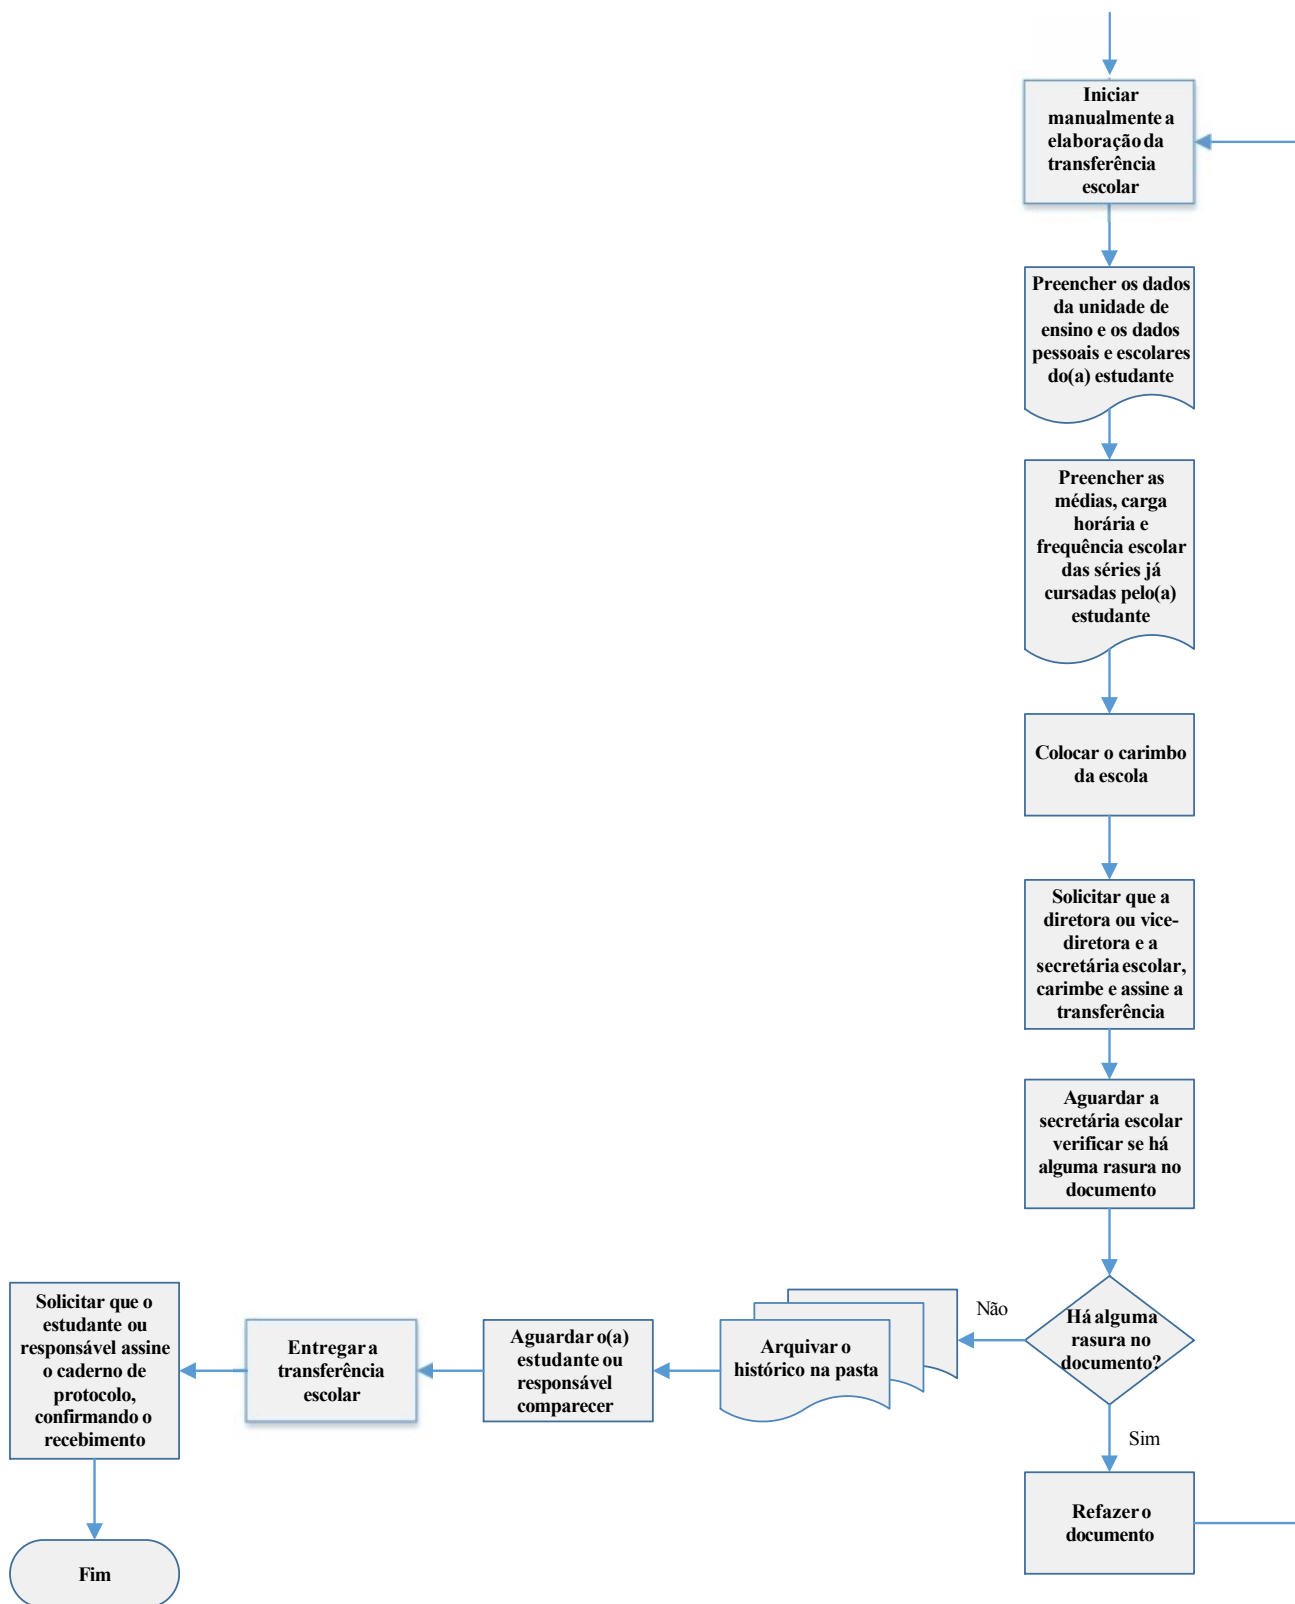 Iniciar
manualmente a
elaboração da
transferência
escolar
Preencher os dados
da unidade de
ensino e os dados
pessoais e escolares
do(a) estudante
Preencher as
médias, carga
horária e
frequência escolar
das séries já
cursadas pelo(a)
estudante
Colocar o carimbo
da escola
Solicitar que a
diretora ou vice-
diretora e a
secretária escolar,
carimbe e assine a
transferência
Aguardar a
secretária escolar
verificar se há
alguma rasura no
documento
Há alguma
rasura no
documento?
Não
Arquivar o
histórico na pasta
Aguardar o(a)
estudante ou
responsável
comparecer
Entregar a
transferência
escolar
Solicitar que o
estudante ou
responsável assine
o caderno de
protocolo,
confirmando o
recebimento
Fim
Sim
Refazer o
documento